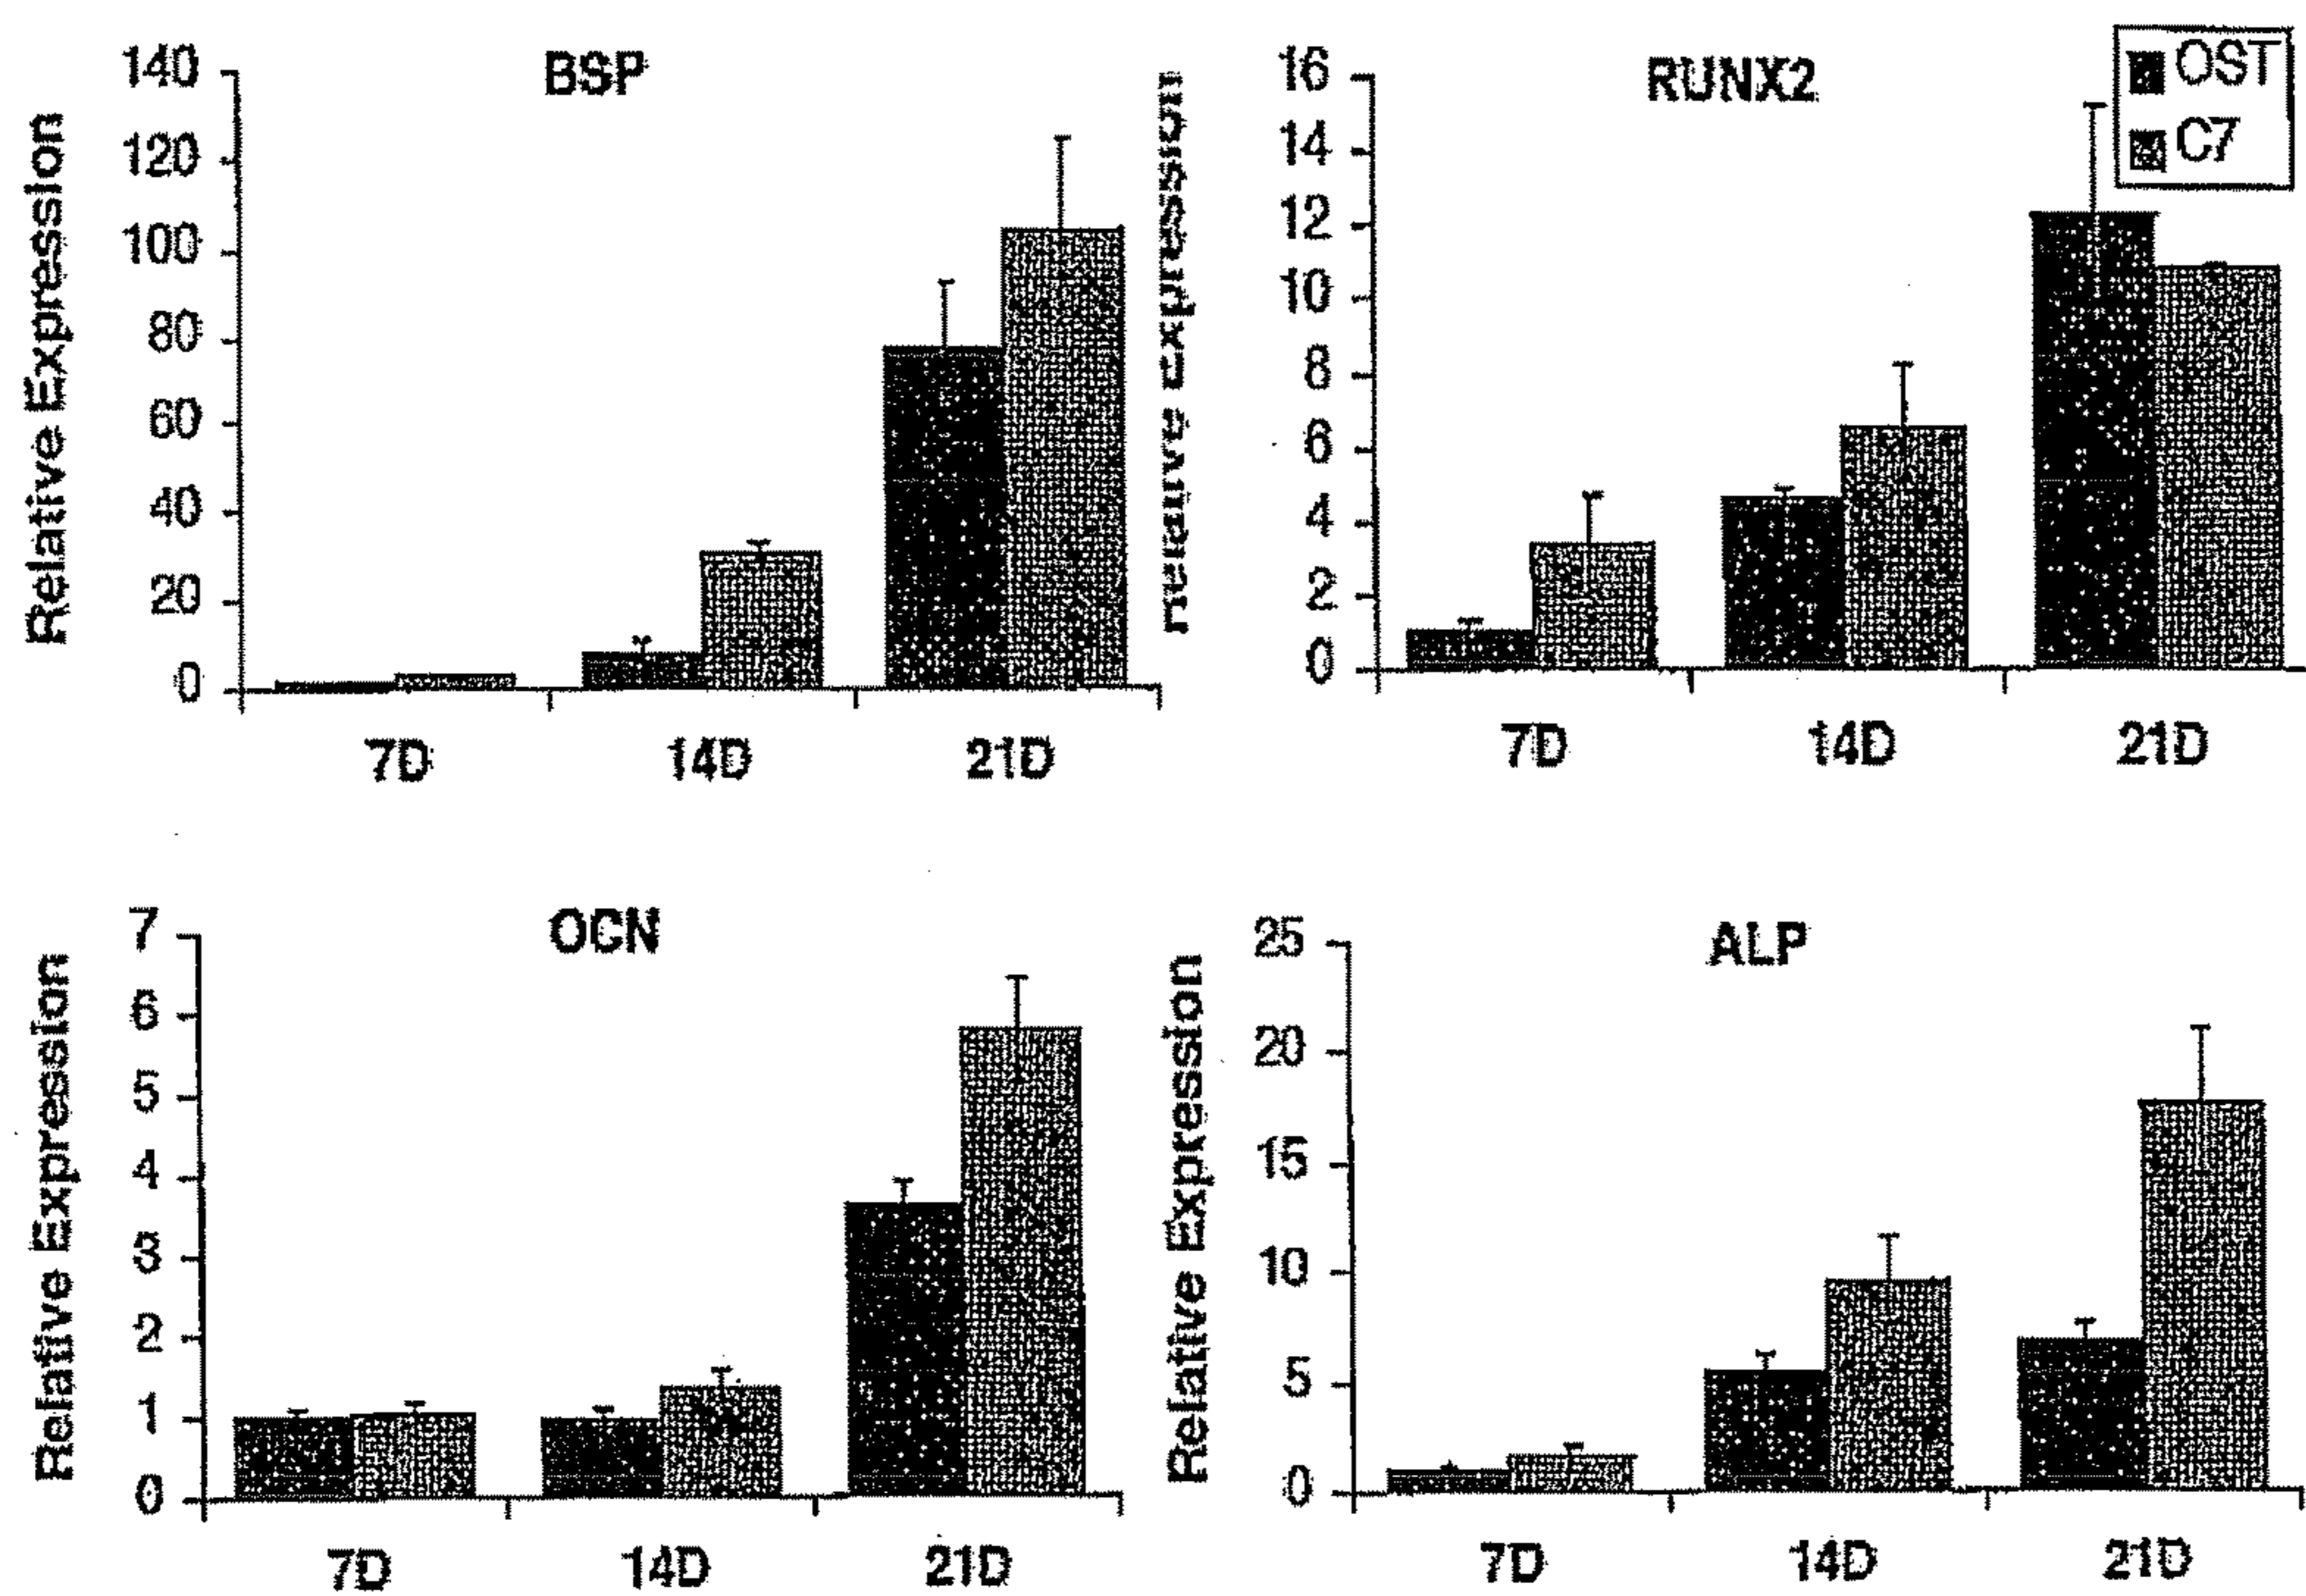 BSP
Relative Expression
140
120
100
80
60
40
20
0
7D 14D 21D
RUNX2
Relative expression
16
14
12
10
8
6
4
2
0
7D 14D 21D
OST
C7
OCN
Relative Expression
7
6
5
4
3
2
1
0
7D 14D 21D
ALP
Relative Expression
25
20
15
10
5
0
7D 14D 21D